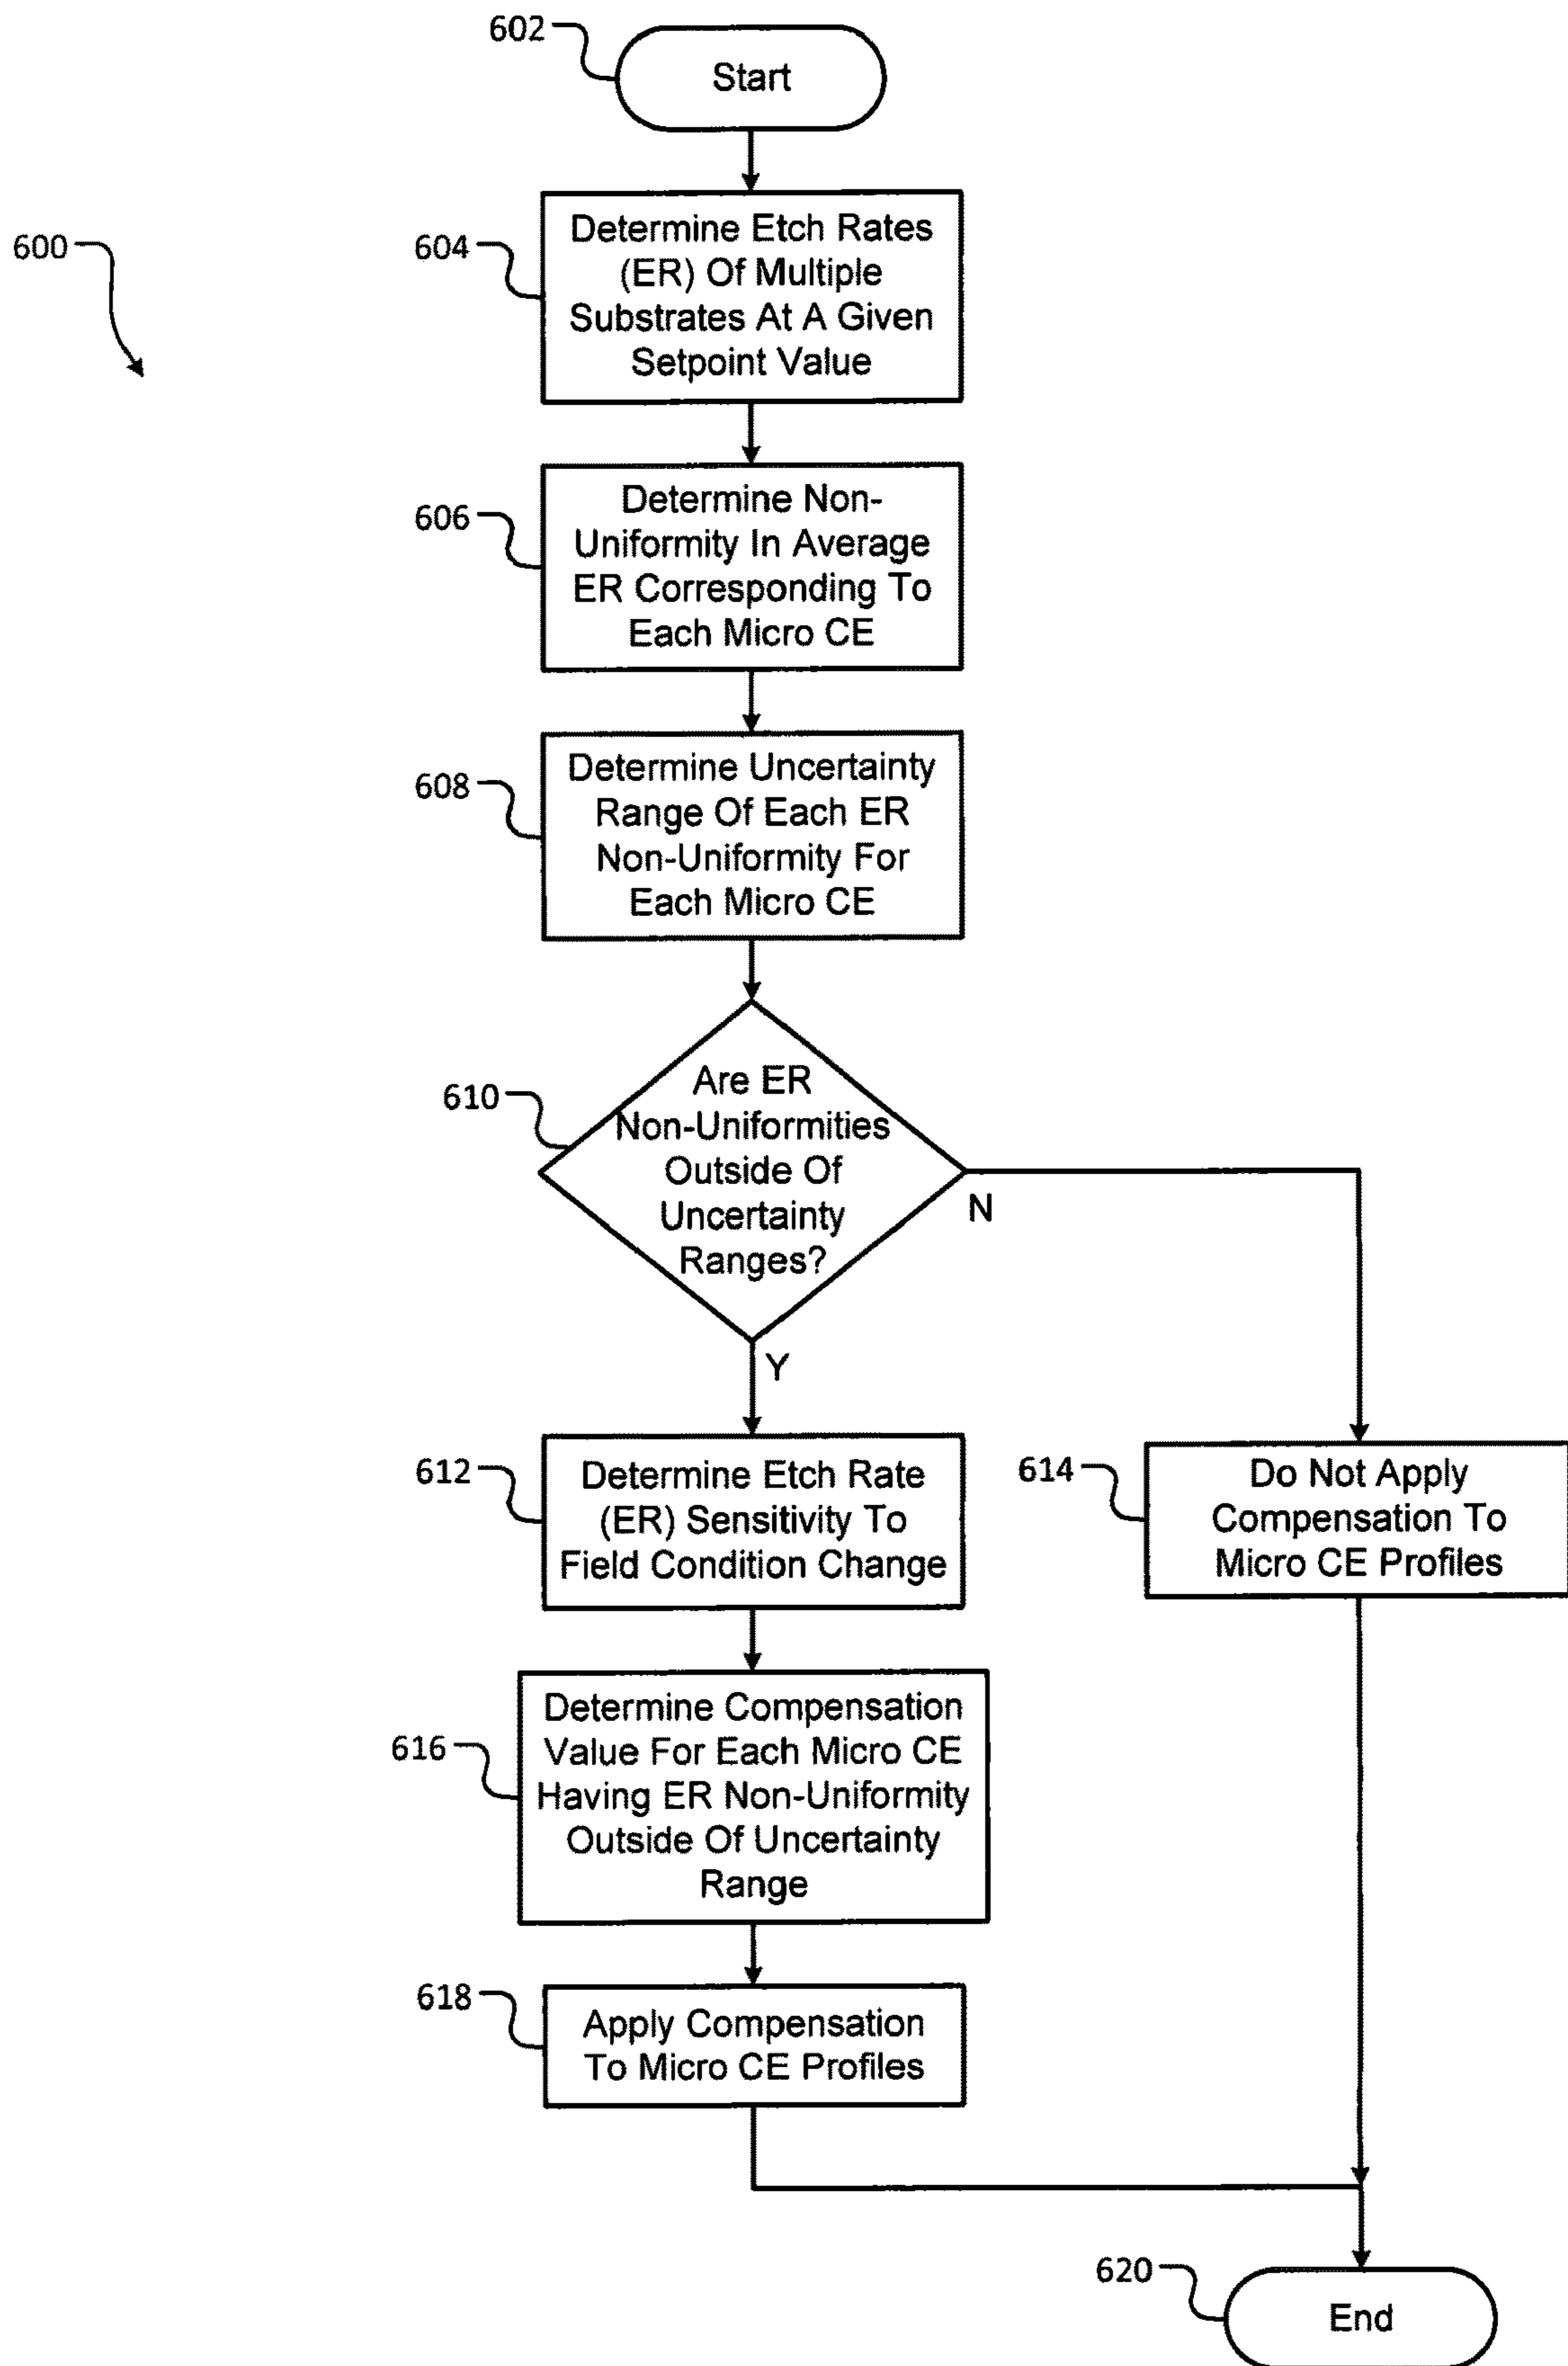 602
Start
600
604
Determine Etch Rates
(ER) Of Multiple
Substrates At A Given
Setpoint Value
606
Determine Non-
Uniformity In Average
ER Corresponding To
Each Micro CE
608
Determine Uncertainty
Range Of Each ER
Non-Uniformity For
Each Micro CE
610
Are ER
Non-Uniformities
Outside Of
Uncertainty
Ranges?
N
Y
612
Determine Etch Rate
(ER) Sensitivity To
Field Condition Change
614
Do Not Apply
Compensation To
Micro CE Profiles
616
Determine Compensation
Value For Each Micro CE
Having ER Non-Uniformity
Outside Of Uncertainty
Range
618
Apply Compensation
To Micro CE Profiles
620
End